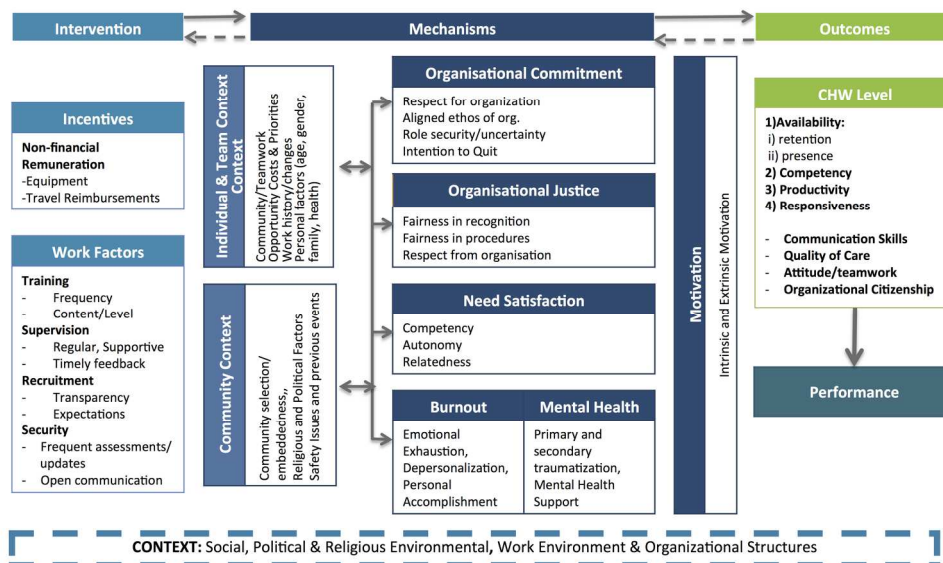 Intervention
Mechanisms
Outcomes
Incentives
Non-financial
Remuneration
-Equipment
-Travel Reimbursements
Work Factors
Training
- Frequency
- Content/Level
Supervision
- Regular, Supportive
- Timely feedback
Recruitment
- Transparency
- Expectations
Security
- Frequent assessments/
updates
- Open communication
Individual & Team Context
Context
Community/Teamwork
Opportunity Costs & Priorities
Work history/changes
Personal factors (age, gender,
family, health)
Community Context
Community selection/
embeddedness,,
Religious and Political Factors
Safety Issues and previous events
Organisational Commitment
Respect for organization
Aligned ethos of org.
Role security/uncertainty
Intention to Quit
Organisational Justice
Fairness in recognition
Fairness in procedures
Respect from organisation
Need Satisfaction
Competency
Autonomy
Relatedness
Burnout
Emotional
Exhaustion,
Depersonalization,
Personal
Accomplishment
Mental Health
Primary and
secondary
traumatization,
Mental Health
Support
Motivation
Intrinsic and Extrinsic Motivation
CHW Level
1)Availability:
i) retention
ii) presence
2) Competency
3) Productivity
4) Responsiveness
- Communication Skills
- Quality of Care
- Attitude/teamwork
- Organizational Citizenship
Performance
CONTEXT: Social, Political & Religious Environmental, Work Environment & Organizational Structures